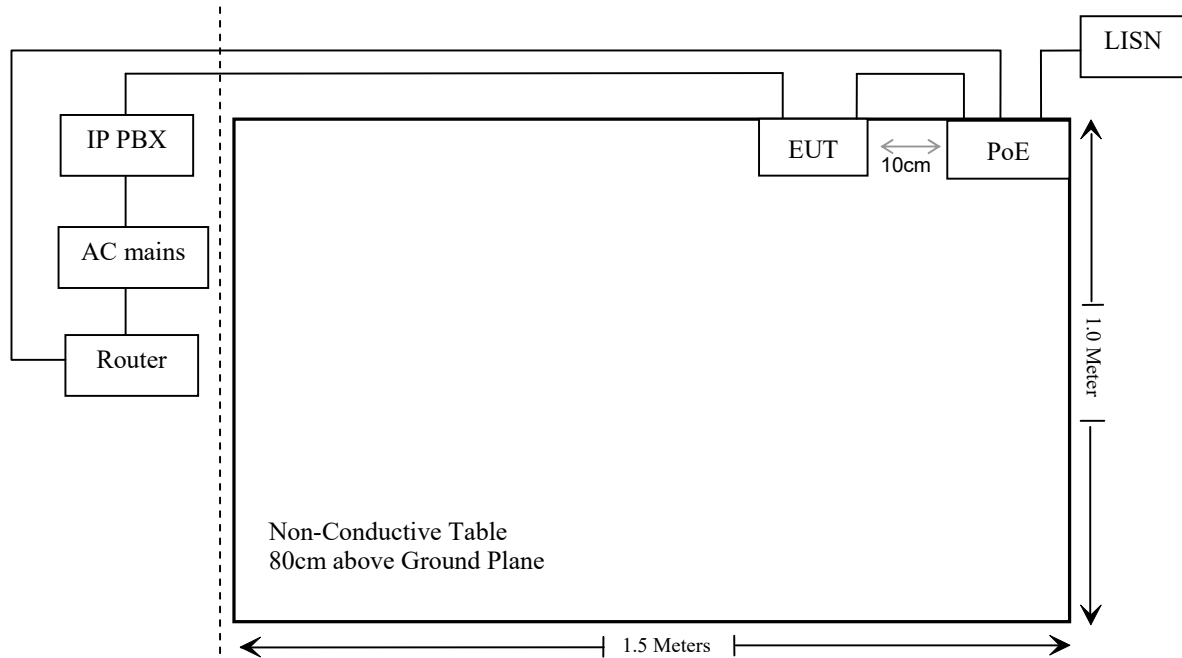 LISN
IP PBX
EUT
10cm
PoE
AC mains
Router
1.0 Meter
Non-Conductive Table
80cm above Ground Plane
1.5 Meters